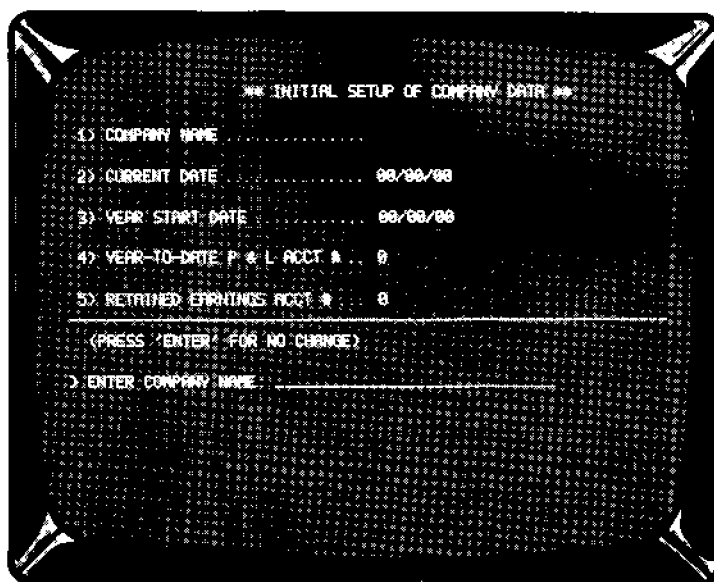 ** INITIAL SETUP OF COMPANY DATA **
1) COMPANY NAME ...............
2) CURRENT DATE ............... 00/00/00
3) YEAR START DATE ............ 00/00/00
4) YEAR-TO-DATE P & L ACCT # .. 0
5) RETAINED EARNINGS ACCT # ... 0
(PRESS 'ENTER' FOR NO CHANGE)
) ENTER COMPANY NAME: